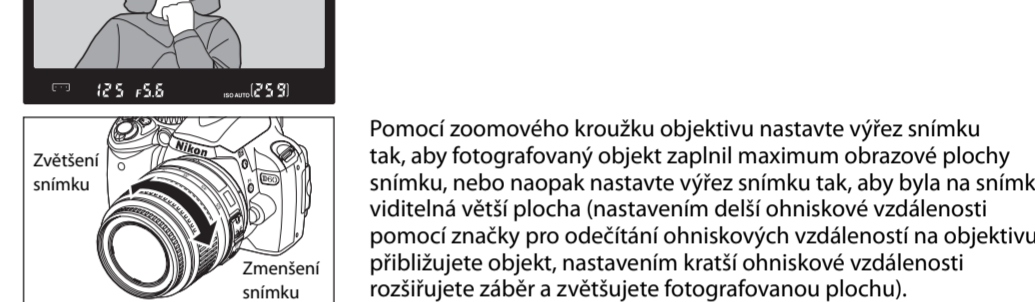 125 F5.6 ISO AUTO (259)
Nikon
D60
Zvětšení
snímku
Zmenšení
snímku
Pomocí zoomového kroužku objektivu nastavte výřez snímku
tak, aby fotografovaný objekt zaplnil maximum obrazové plochy
snímku, nebo naopak nastavte výřez snímku tak, aby byla na snímk
viditelná větší plocha (nastavením delší ohniskové vzdálenosti
pomocí značky pro odečítání ohniskových vzdáleností na objektivu
přibližujete objekt, nastavením kratší ohniskové vzdálenosti
rozšiřujete záběr a zvětšujete fotografovanou plochu).